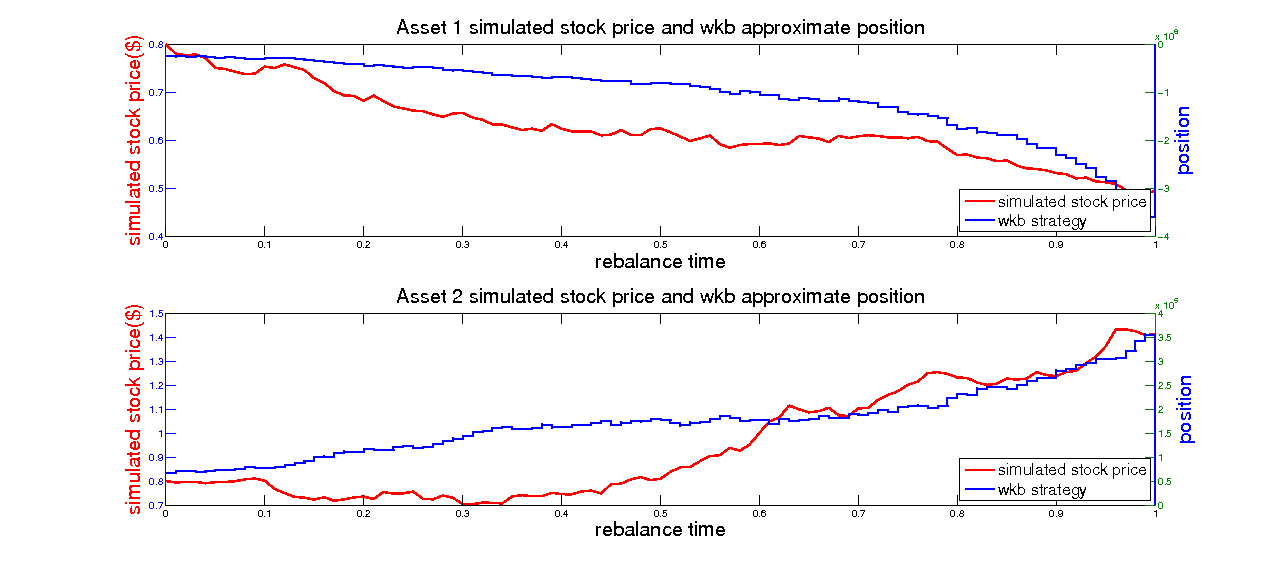 Asset 1 simulated stock price and wkb approximate position
x 10
simulated stock price($)
0.8
0.7
0.6
0.5
0.4
0
−1
−2
−3
−4
position
simulated stock price
wkb strategy
0 0.1 0.2 0.3 0.4 0.5 0.6 0.7 0.8 0.9 1
rebalance time
Asset 2 simulated stock price and wkb approximate position
x 10
simulated stock price($)
1.5
1.4
1.3
1.2
1.1
1
0.9
0.8
0.7
4
3.5
3
2.5
2
1.5
1
0.5
0
position
simulated stock price
wkb strategy
0 0.1 0.2 0.3 0.4 0.5 0.6 0.7 0.8 0.9 1
rebalance time